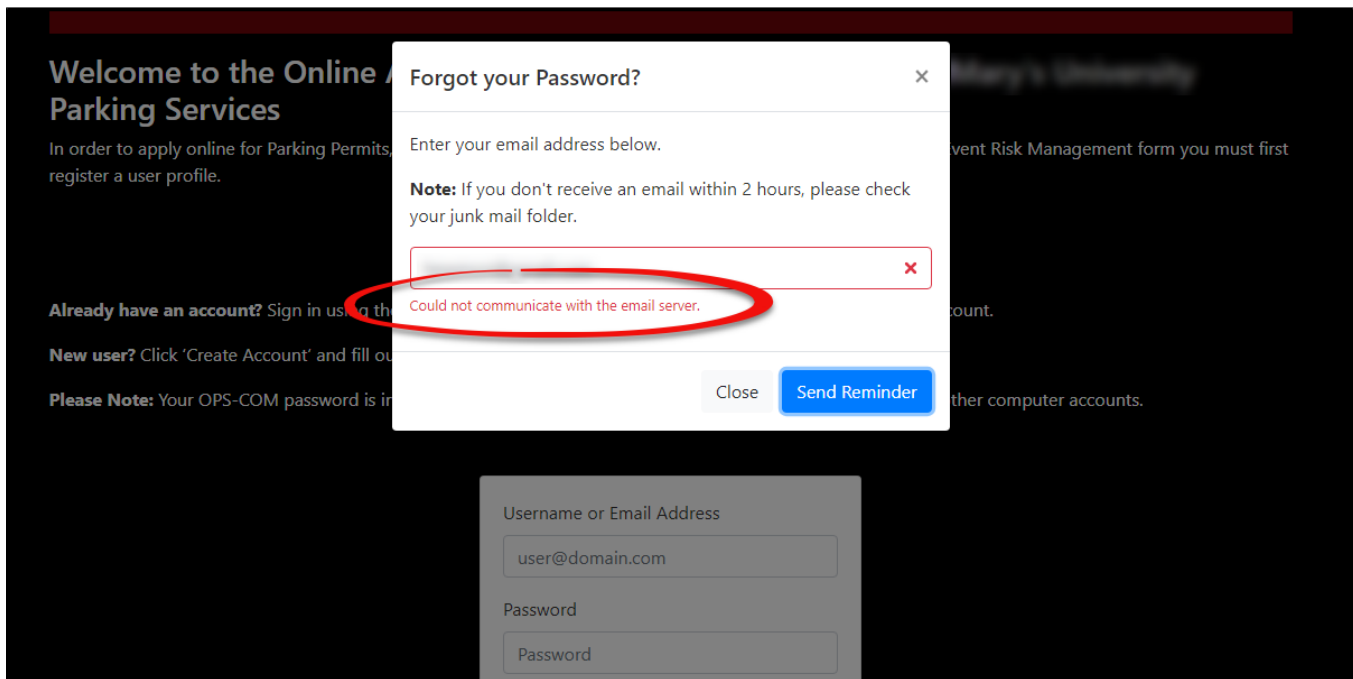 Welcome to the Online A
Mary's University
Parking Services
In order to apply online for Parking Permits,
vent Risk Management form you must first
register a user profile.
Forgot your Password?
×
Enter your email address below.
Note: If you don't receive an email within 2 hours, please check
your junk mail folder.
Could not communicate with the email server.
Already have an account? Sign in using the
count.
New user? Click 'Create Account' and fill ou
Please Note: Your OPS-COM password is in
ther computer accounts.
Close
Send Reminder
Username or Email Address
user@domain.com
Password
Password